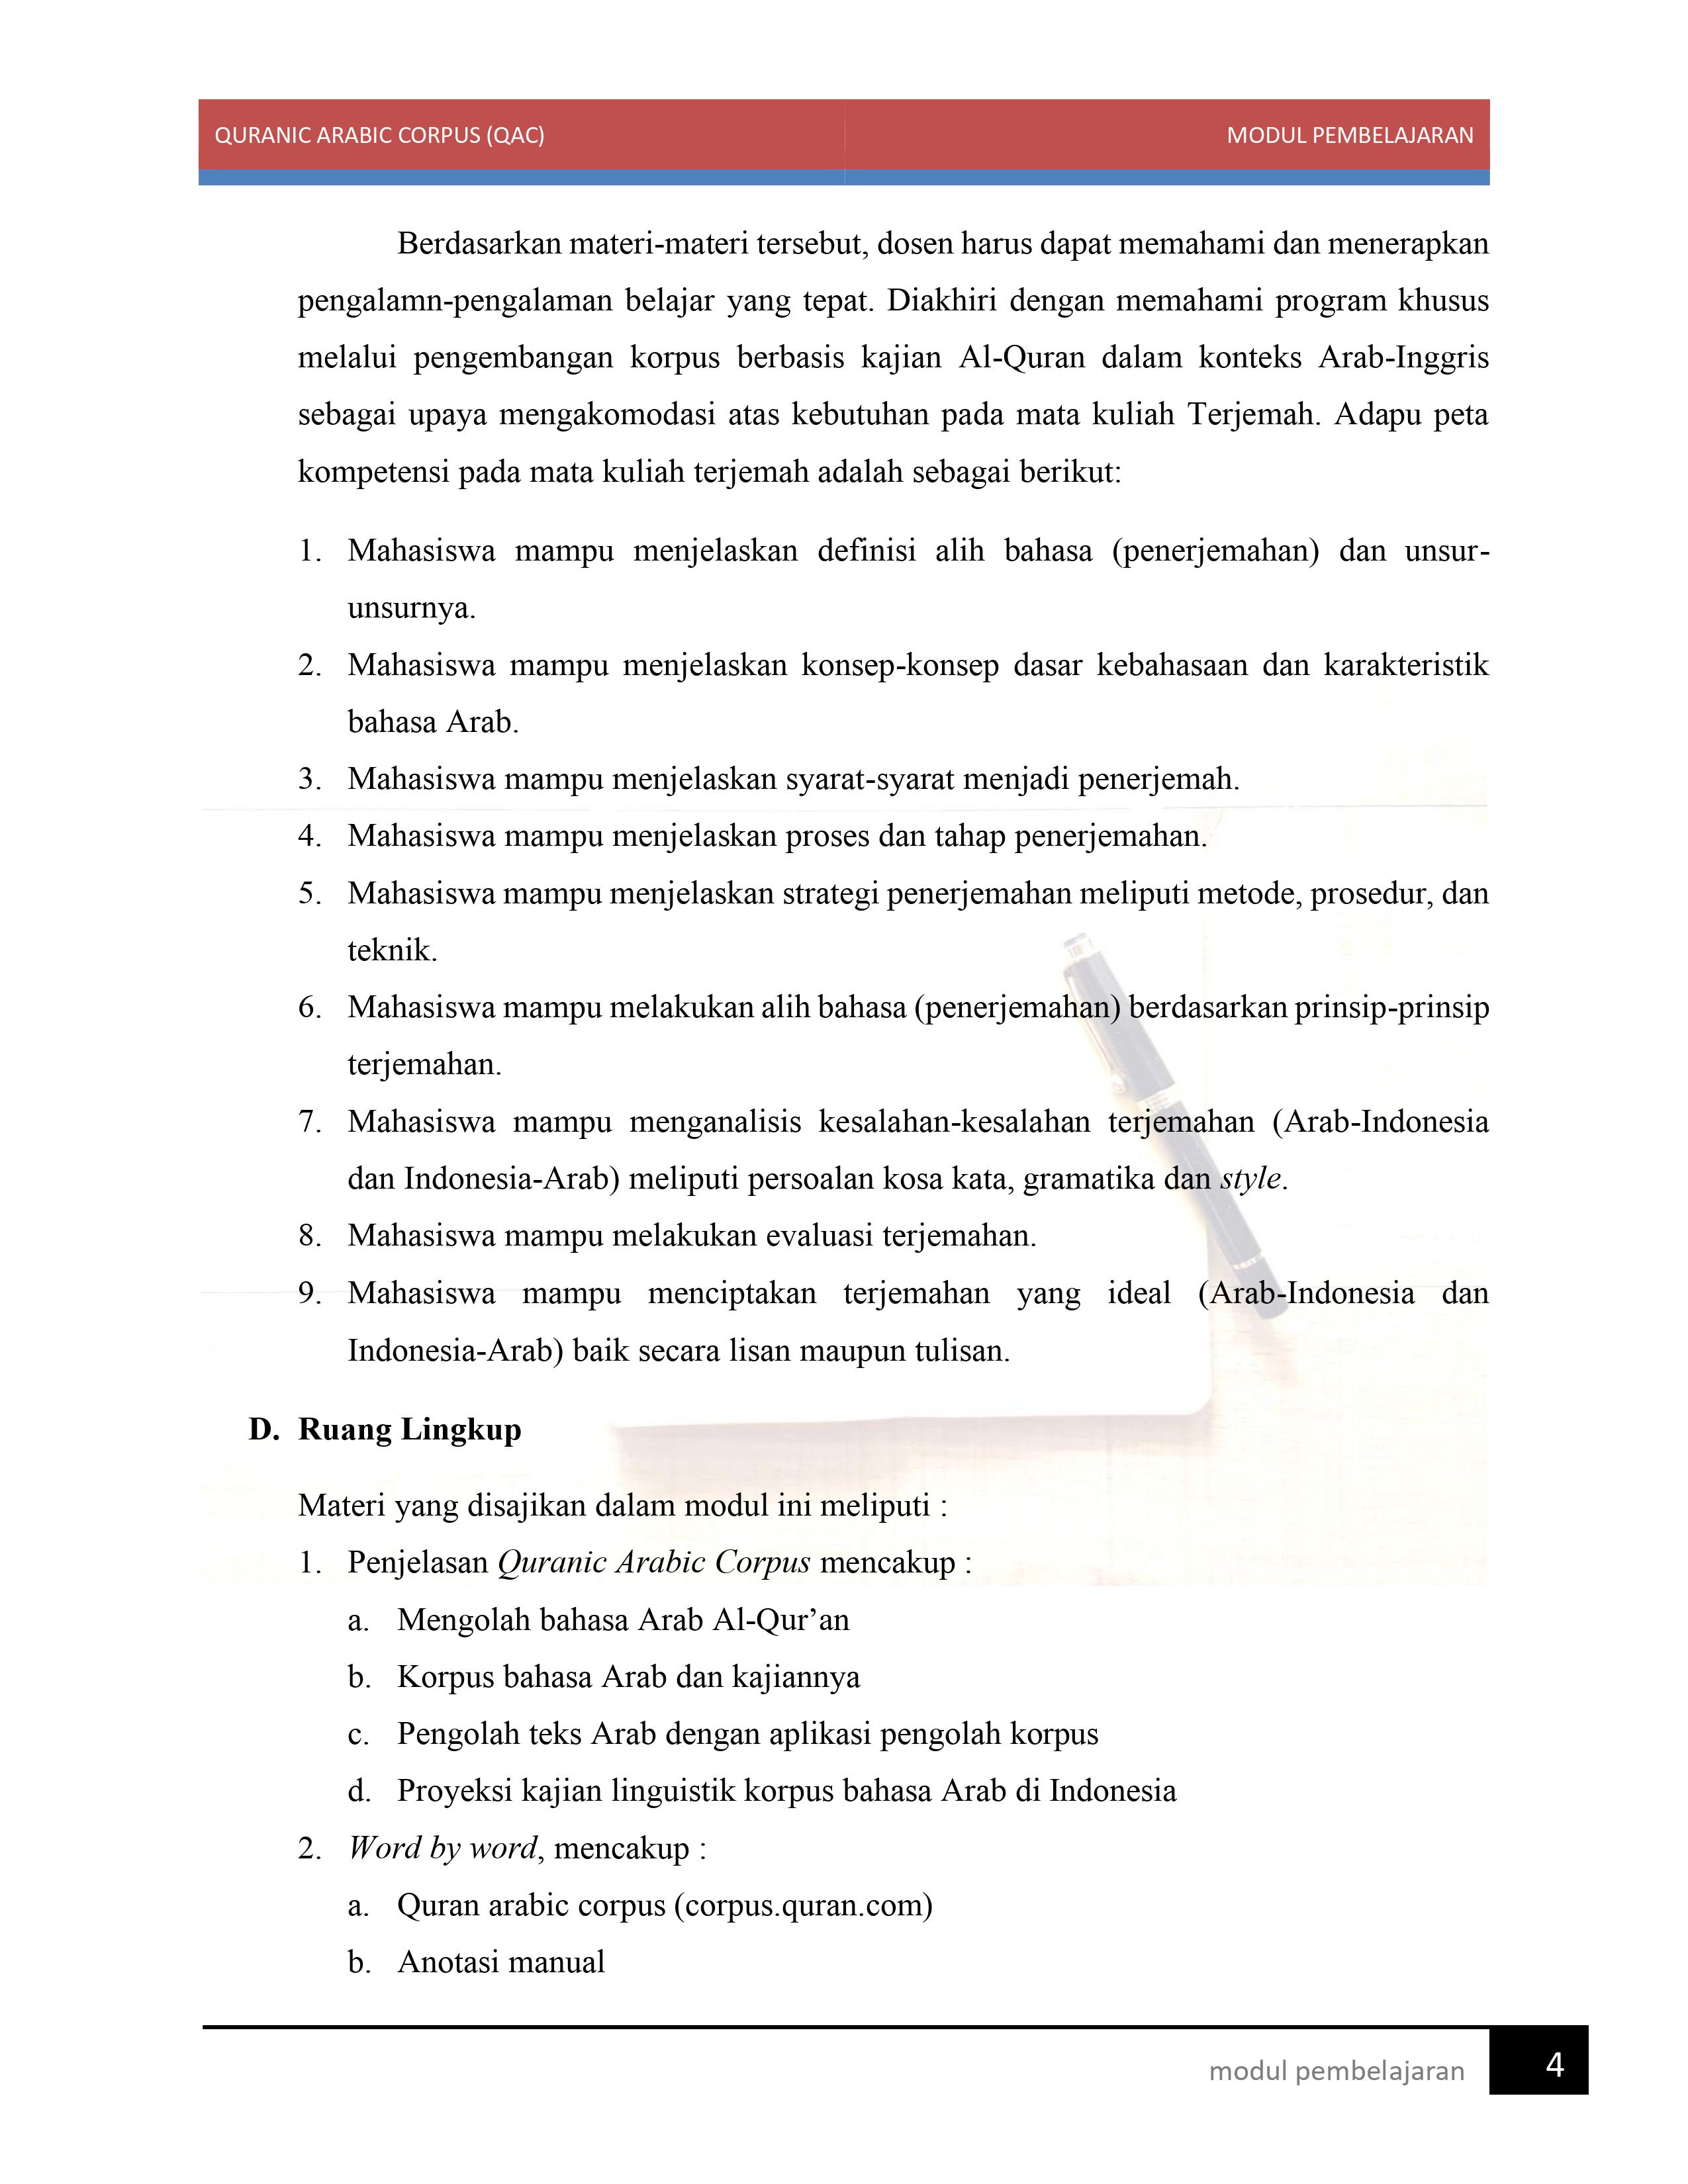 QURANIC ARABIC CORPUS (QAC) MODUL PEMBELAJARAN
Berdasarkan materi-materi tersebut, dosen harus dapat memahami dan menerapkan
pengalamn-pengalaman belajar yang tepat. Diakhiri dengan memahami program khusus
melalui pengembangan korpus berbasis kajian Al-Quran dalam konteks Arab-Inggris
sebagai upaya mengakomodasi atas kebutuhan pada mata kuliah Terjemah. Adapu peta
kompetensi pada mata kuliah terjemah adalah sebagai berikut:
1. Mahasiswa mampu menjelaskan definisi alih bahasa (penerjemahan) dan unsur-
unsurnya.
2. Mahasiswa mampu menjelaskan konsep-konsep dasar kebahasaan dan karakteristik
bahasa Arab.
3. Mahasiswa mampu menjelaskan syarat-syarat menjadi penerjemah.
4. Mahasiswa mampu menjelaskan proses dan tahap penerjemahan.
5. Mahasiswa mampu menjelaskan strategi penerjemahan meliputi metode, prosedur, dan
teknik.
6. Mahasiswa mampu melakukan alih bahasa (penerjemahan) berdasarkan prinsip-prinsip
terjemahan.
7. Mahasiswa mampu menganalisis kesalahan-kesalahan terjemahan (Arab-Indonesia
dan Indonesia-Arab) meliputi persoalan kosa kata, gramatika dan style.
8. Mahasiswa mampu melakukan evaluasi terjemahan.
9. Mahasiswa mampu menciptakan terjemahan yang ideal (Arab-Indonesia dan
Indonesia-Arab) baik secara lisan maupun tulisan.
D. Ruang Lingkup
Materi yang disajikan dalam modul ini meliputi :
1. Penjelasan Quranic Arabic Corpus mencakup :
a. Mengolah bahasa Arab Al-Qur’an
b. Korpus bahasa Arab dan kajiannya
c. Pengolah teks Arab dengan aplikasi pengolah korpus
d. Proyeksi kajian linguistik korpus bahasa Arab di Indonesia
2. Word by word, mencakup :
a. Quran arabic corpus (corpus.quran.com)
b. Anotasi manual
modul pembelajaran 4